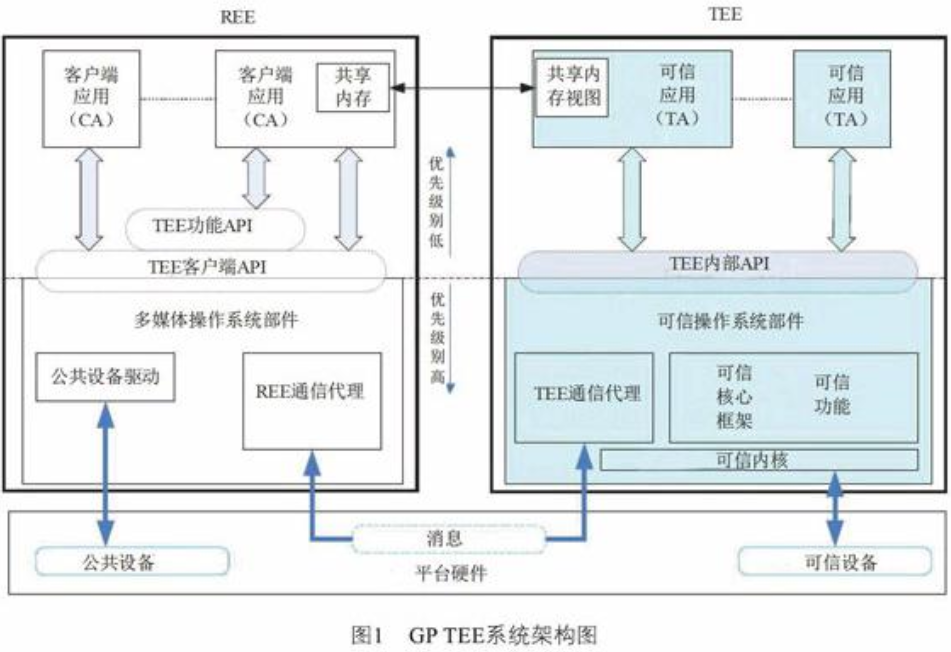 REE
TEE
客户端
应用
（CA）
客户端
应用
（CA）
共享
内存
共享内
存视图
可信
应用
（TA）
可信
应用
（TA）
优先级别低
TEE功能API
TEE客户端API
TEE内部API
优先级别高
多媒体操作系统部件
可信操作系统部件
公共设备驱动
REE通信代理
TEE通信代理
可信
核心
框架
可信
功能
可信内核
消息
公共设备
平台硬件
可信设备
图1 GP TEE系统架构图